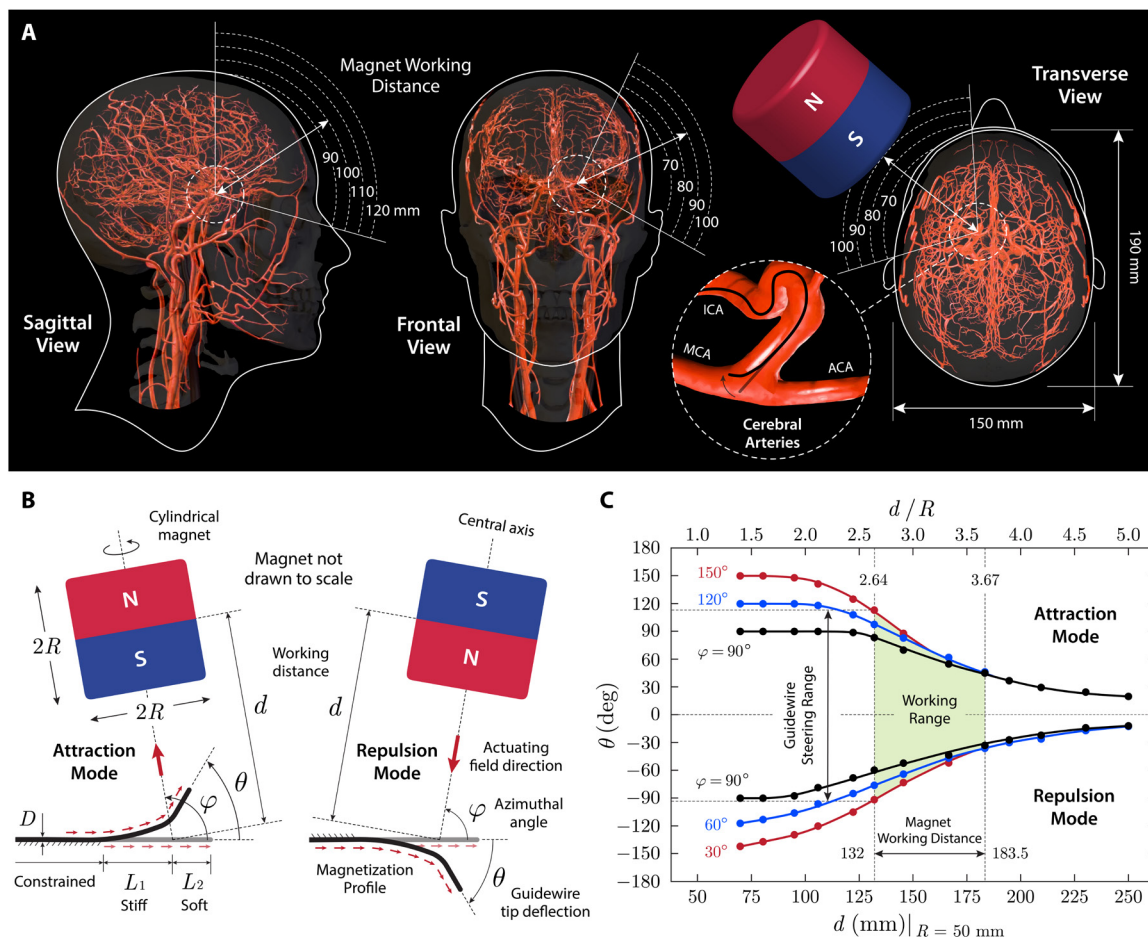 A
Magnet Working
Distance
90
100
110
120 mm
Sagittal
View
70
80
90
100
Frontal
View
N
S
Transverse
View
70
80
90
100
190 mm
150 mm
ICA
MCA
ACA
Cerebral
Arteries
B
Cylindrical
magnet
Magnet not
drawn to scale
Central axis
N
S
2R
2R
Working
distance
d
Attraction
Mode
θ
φ
D
Constrained
L₁
Stiff
L₂
Soft
S
N
d
Repulsion
Mode
Actuating
field direction
φ
Azimuthal
angle
Magnetization
Profile
θ
Guidewire
tip deflection
C
d / R
1.0 1.5 2.0 2.5 3.0 3.5 4.0 4.5 5.0
180
150
120
90
60
30
0
−30
−60
−90
−120
−150
−180
θ (deg)
150°
120°
φ = 90°
2.64
3.67
Attraction
Mode
Guidewire
Steering Range
Working
Range
φ = 90°
60°
30°
Repulsion
Mode
Magnet
Working Distance
132
183.5
50 75 100 125 150 175 200 225 250
d (mm)|R = 50 mm